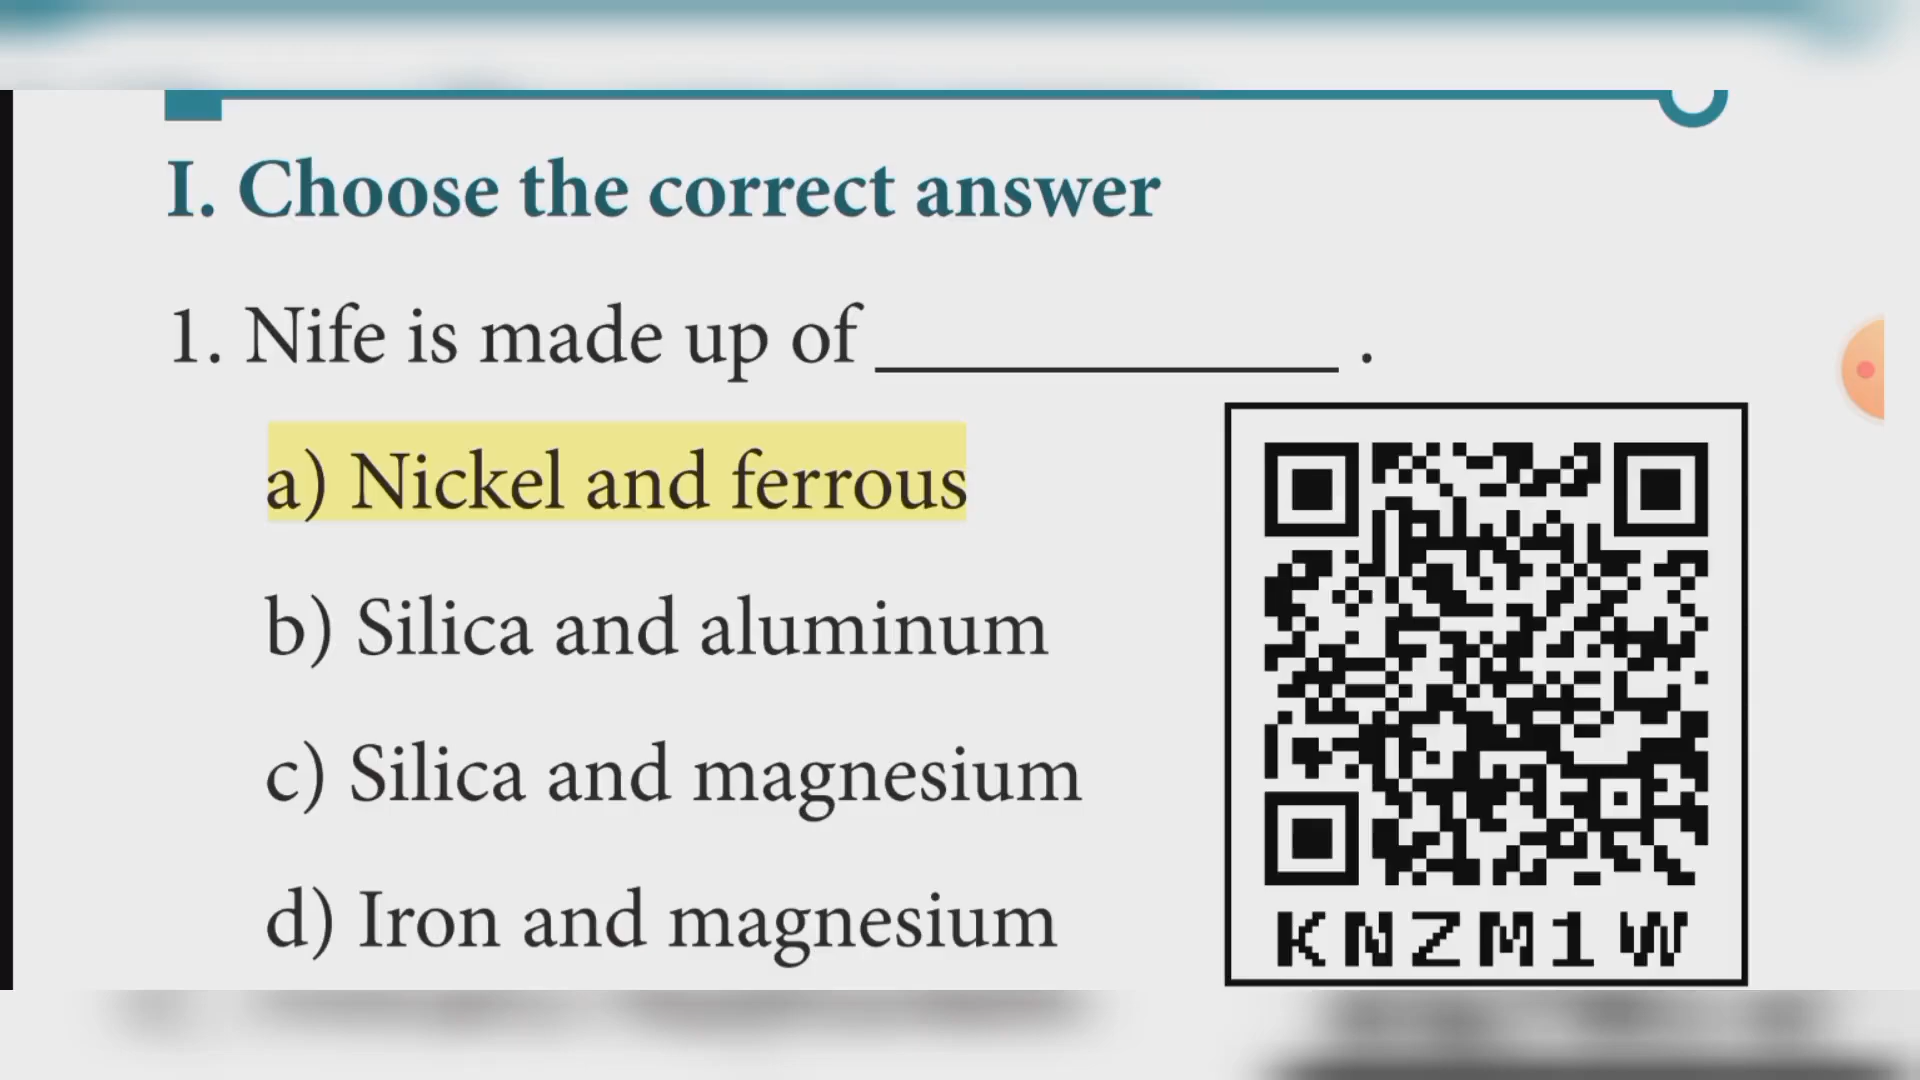 I. Choose the correct answer
1. Nife is made up of ____________ .
a) Nickel and ferrous
b) Silica and aluminum
c) Silica and magnesium
d) Iron and magnesium
KNZM1W